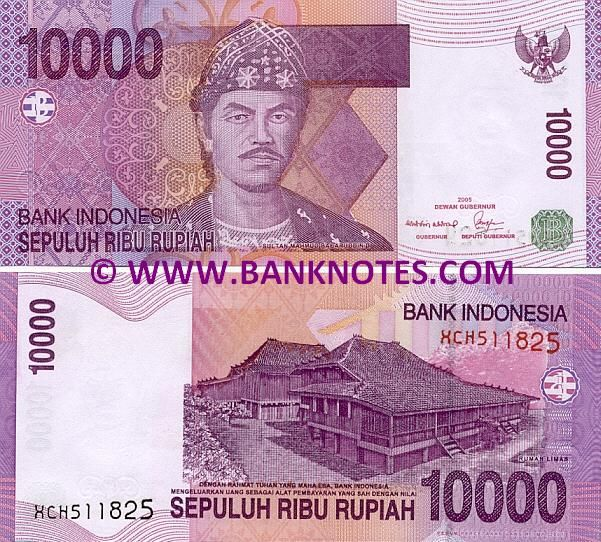 10000
BANK INDONESIA
SEPULUH RIBU RUPIAH
SULTAN MAHMUD BADARUDDIN II
10000
2005
DEWAN GUBERNUR
GUBERNUR DEPUTI GUBERNUR
© WWW.BANKNOTES.COM
10000
BANK INDONESIA
HCH511825
RUMAH LIMAS
DENGAN RAHMAT TUHAN YANG MAHA ESA, BANK INDONESIA
MENGELUARKAN UANG SEBAGAI ALAT PEMBAYARAN YANG SAH DENGAN NILAI
SEPULUH RIBU RUPIAH
10000
HCH511825